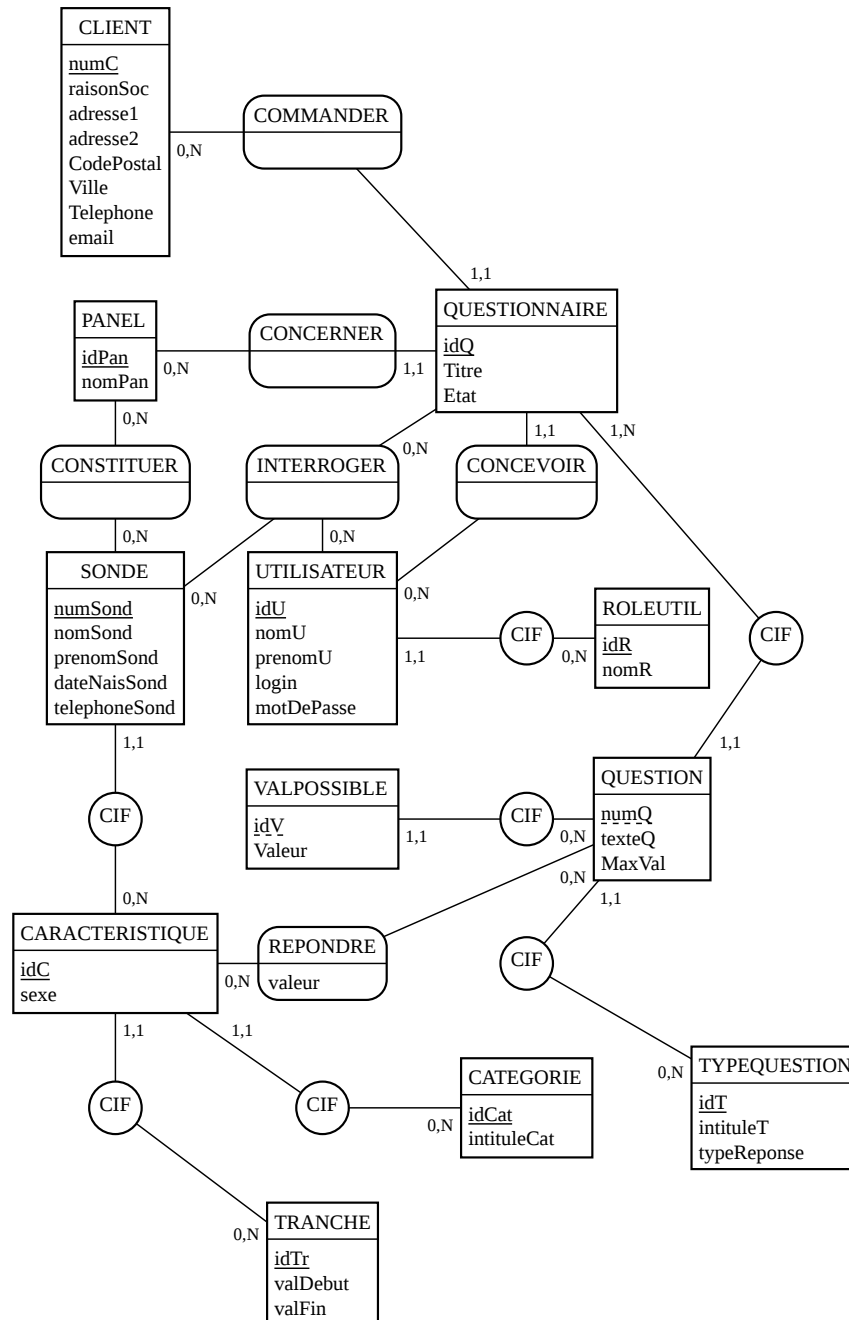 CLIENT
numC
raisonSoc
adresse1
adresse2
CodePostal
Ville
Telephone
email
0,N
COMMANDER
1,1
QUESTIONNAIRE
idQ
Titre
Etat
PANEL
idPan
nomPan
0,N
CONCERNER
1,1
0,N
0,N
1,1
1,N
CONSTITUER
INTERROGER
CONCEVOIR
0,N
0,N
0,N
0,N
SONDE
numSond
nomSond
prenomSond
dateNaisSond
telephoneSond
UTILISATEUR
idU
nomU
prenomU
login
motDePasse
1,1
CIF
0,N
ROLEUTIL
idR
nomR
CIF
1,1
1,1
CIF
0,N
VALPOSSIBLE
idV
Valeur
1,1
CIF
0,N
QUESTION
numQ
texteQ
MaxVal
0,N
1,1
CARACTERISTIQUE
idC
sexe
0,N
REPONDRE
valeur
CIF
0,N
TYPEQUESTION
idT
intituleT
typeReponse
1,1
1,1
CIF
CIF
0,N
CATEGORIE
idCat
intituleCat
0,N
TRANCHE
idTr
valDebut
valFin